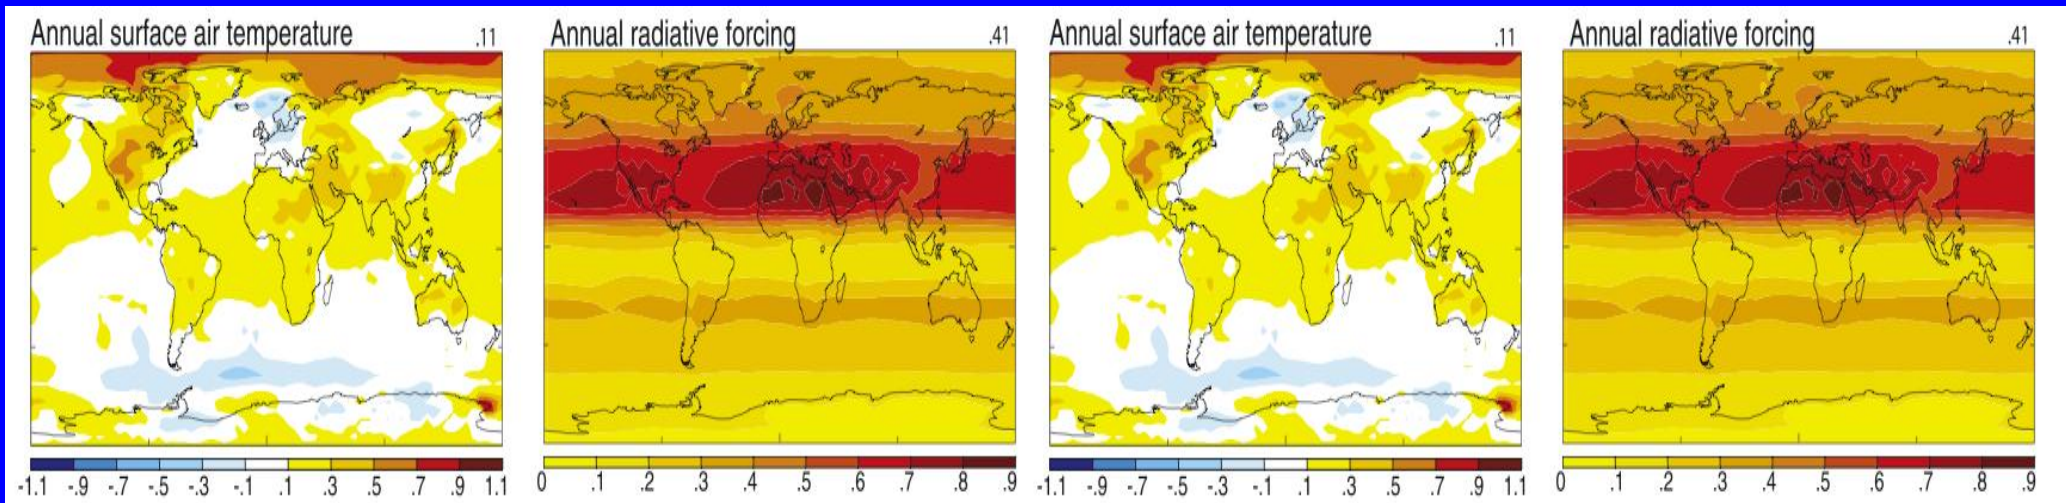 Annual surface air temperature .11
Annual radiative forcing .41
Annual surface air temperature .11
Annual radiative forcing .41
-1.1 -.9 -.7 -.5 -.3 -.1 .1 .3 .5 .7 .9 1.1
0 .1 .2 .3 .4 .5 .6 .7 .8 .9
-1.1 -.9 -.7 -.5 -.3 -.1 .1 .3 .5 .7 .9 1.1
0 .1 .2 .3 .4 .5 .6 .7 .8 .9